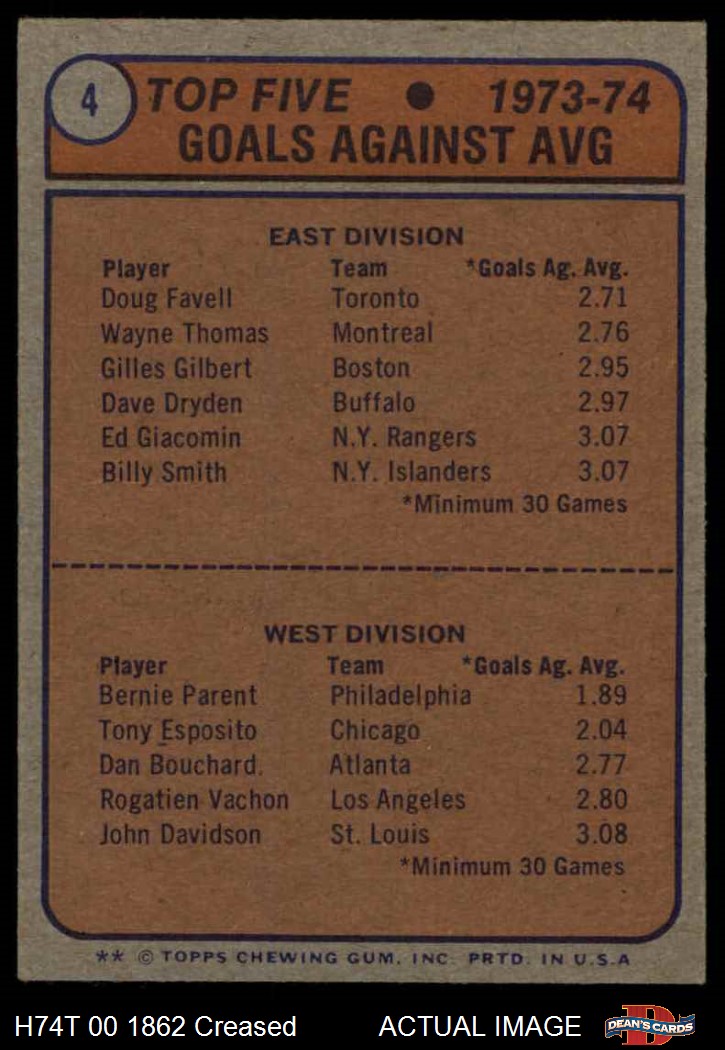 4
TOP FIVE ● 1973-74
GOALS AGAINST AVG
EAST DIVISION
Player Team *Goals Ag. Avg.
Doug Favell Toronto 2.71
Wayne Thomas Montreal 2.76
Gilles Gilbert Boston 2.95
Dave Dryden Buffalo 2.97
Ed Giacomin N.Y. Rangers 3.07
Billy Smith N.Y. Islanders 3.07
*Minimum 30 Games
WEST DIVISION
Player Team *Goals Ag. Avg.
Bernie Parent Philadelphia 1.89
Tony Esposito Chicago 2.04
Dan Bouchard Atlanta 2.77
Rogatien Vachon Los Angeles 2.80
John Davidson St. Louis 3.08
*Minimum 30 Games
** © TOPPS CHEWING GUM, INC. PRTD. IN U.S.A
H74T 00 1862 Creased ACTUAL IMAGE
D
DEAN'S CARDS